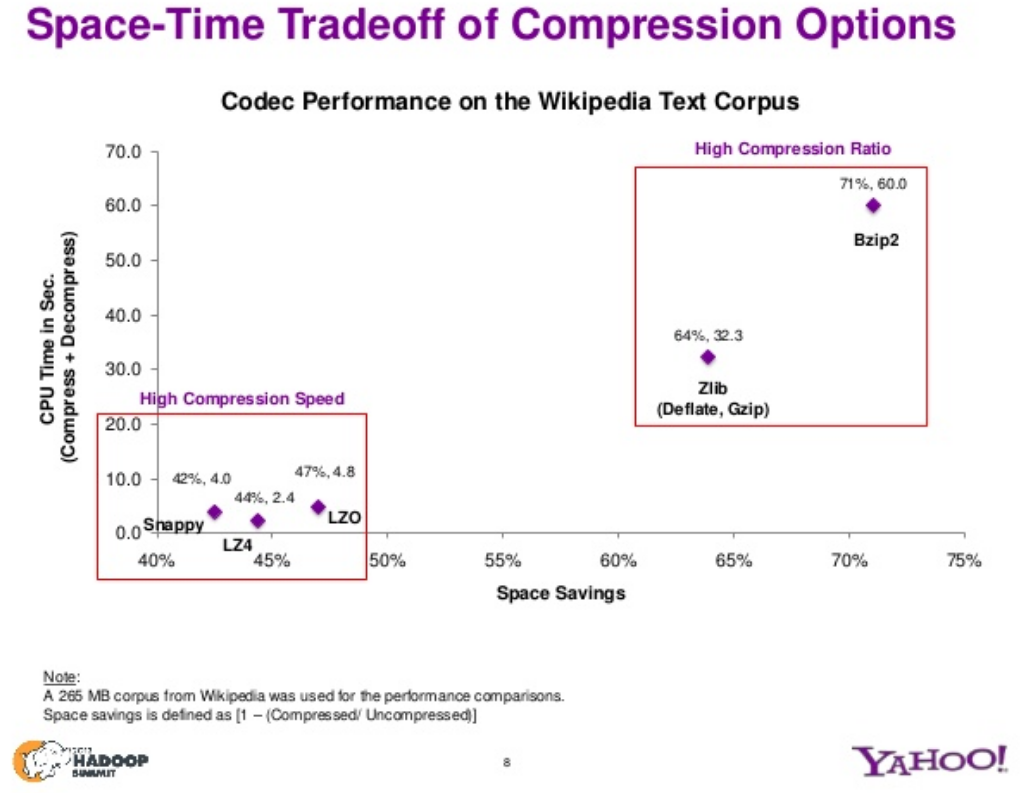 Space-Time Tradeoff of Compression Options
Codec Performance on the Wikipedia Text Corpus
CPU Time in Sec.
(Compress + Decompress)
70.0
60.0
50.0
40.0
30.0
20.0
10.0
0.0
High Compression Ratio
71%, 60.0
Bzip2
64%, 32.3
Zlib
(Deflate, Gzip)
High Compression Speed
42%, 4.0
44%, 2.4
47%, 4.8
Snappy
LZ4
LZO
40%
45%
50%
55%
60%
65%
70%
75%
Space Savings
Note:
A 265 MB corpus from Wikipedia was used for the performance comparisons.
Space savings is defined as [1 – (Compressed/ Uncompressed)]
HADOOP
SUMMIT
8
YAHOO!